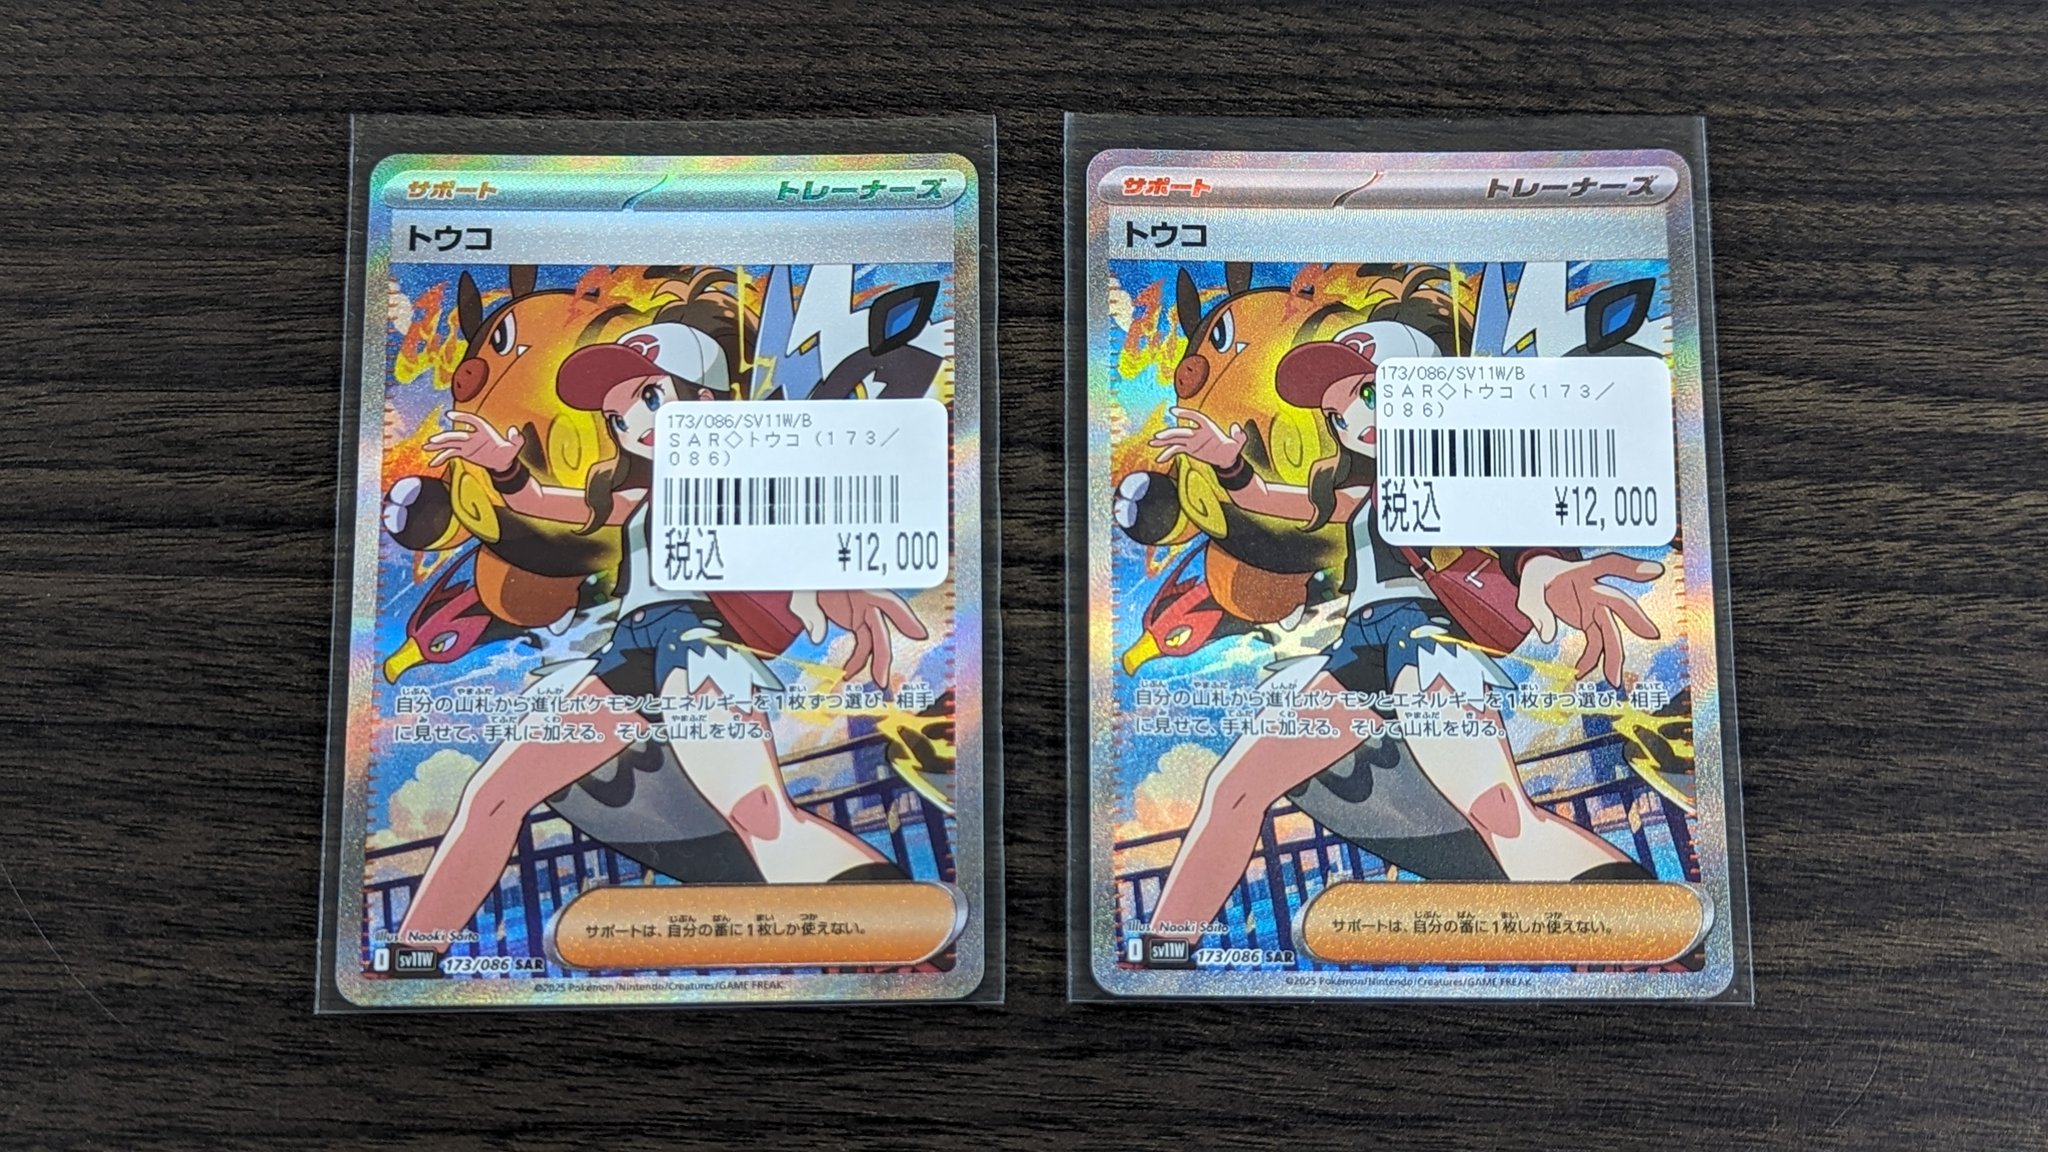 サポート
トレーナーズ
トウコ
173/086/SV11W/B
SAR◇トウコ(173/
086)
税込 ¥12,000
自分の山札から進化ポケモンとエネルギーを1枚ずつ選び、相手
に見せて、手札に加える。そして山札を切る。
サポートは、自分の番に1枚しか使えない。
Illus. Naoki Saito
D sv11W 173/086 SAR
©2025 Pokémon/Nintendo/Creatures/GAME FREAK
サポート
トレーナーズ
トウコ
173/086/SV11W/B
SAR◇トウコ(173/
086)
税込 ¥12,000
自分の山札から進化ポケモンとエネルギーを1枚ずつ選び、相手
に見せて、手札に加える。そして山札を切る。
サポートは、自分の番に1枚しか使えない。
Illus. Naoki Saito
sv11W 173/086 SAR
©2025 Pokémon/Nintendo/Creatures/GAME FREAK